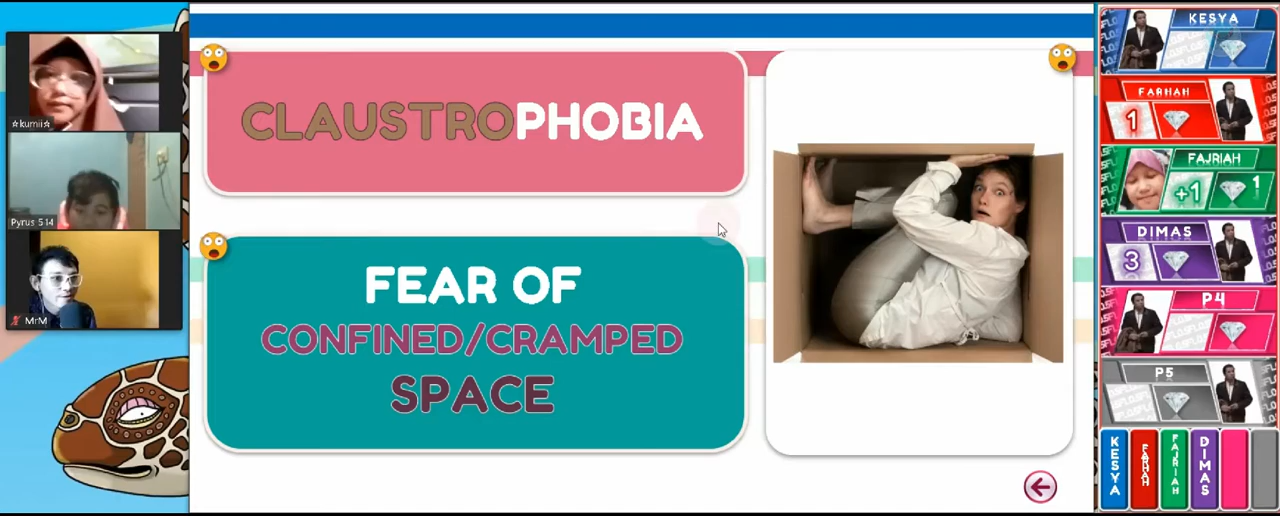 ☆kumii☆
Pyrus 514
MrM
CLAUSTROPHOBIA
FEAR OF
CONFINED/CRAMPED
SPACE
KESYA
FARHAH
1
FAJRIAH
+1
1
DIMAS
3
P4
P5
KESYA
FARHAH
FAJRIAH
DIMAS